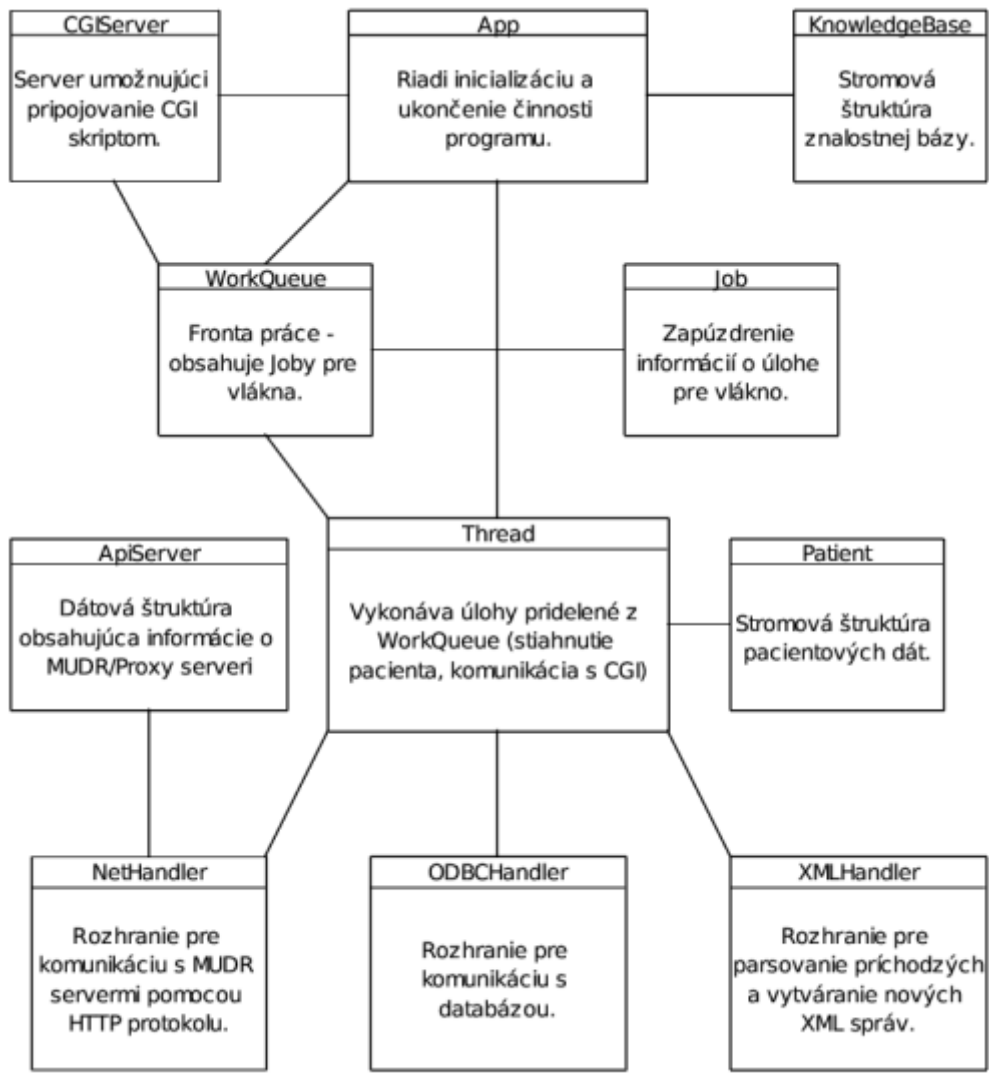 CGIServer
Server umožnujúci
pripojovanie CGI
skriptom.
App
Riadi inicializáciu a
ukončenie činnosti
programu.
KnowledgeBase
Stromová
štruktúra
znalostnej bázy.
WorkQueue
Fronta práce -
obsahuje Joby pre
vlákna.
Job
Zapúzdrenie
informácií o úlohe
pre vlákno.
ApiServer
Dátová štruktúra
obsahujúca informácie o
MUDR/Proxy serveri
Thread
Vykonáva úlohy pridelené z
WorkQueue (stiahnutie
pacienta, komunikácia s CGI)
Patient
Stromová štruktúra
pacientových dát.
NetHandler
Rozhranie pre
komunikáciu s MUDR
servermi pomocou
HTTP protokolu.
ODBCHandler
Rozhranie pre
komunikáciu s
databázou.
XMLHandler
Rozhranie pre
parsovanie príchodzých
a vytváranie nových
XML správ.